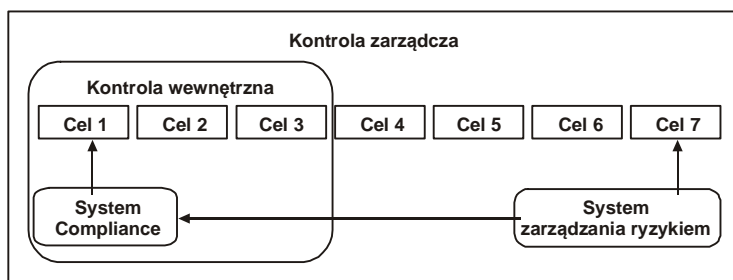 Kontrola zarządcza
Kontrola wewnętrzna
Cel 1 Cel 2 Cel 3 Cel 4 Cel 5 Cel 6 Cel 7
System
Compliance
System
zarządzania ryzykiem